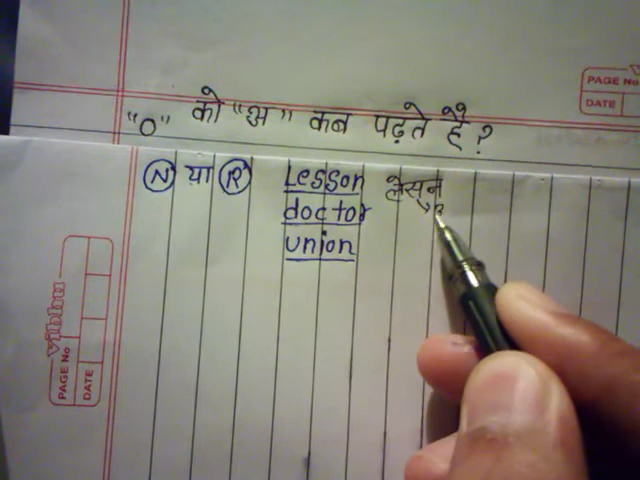 "O" को "अ" कब पढ़ते है?
N या R Lesson लेसन
doctor
union
vibhu
PAGE No
DATE
PAGE No
DATE